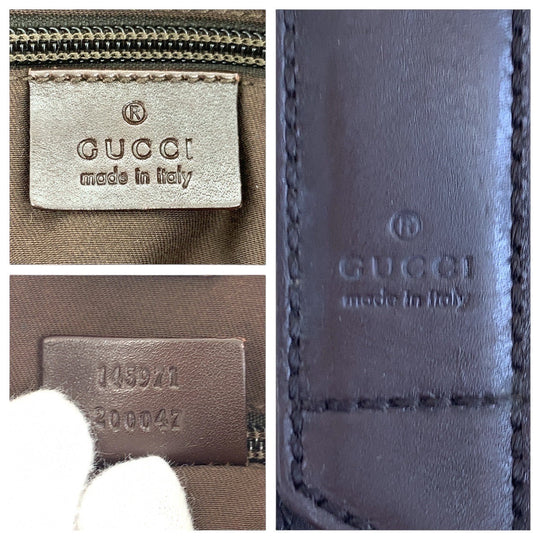 ®
GUCCI
made in italy
145971
200047
®
GUCCI
made in italy